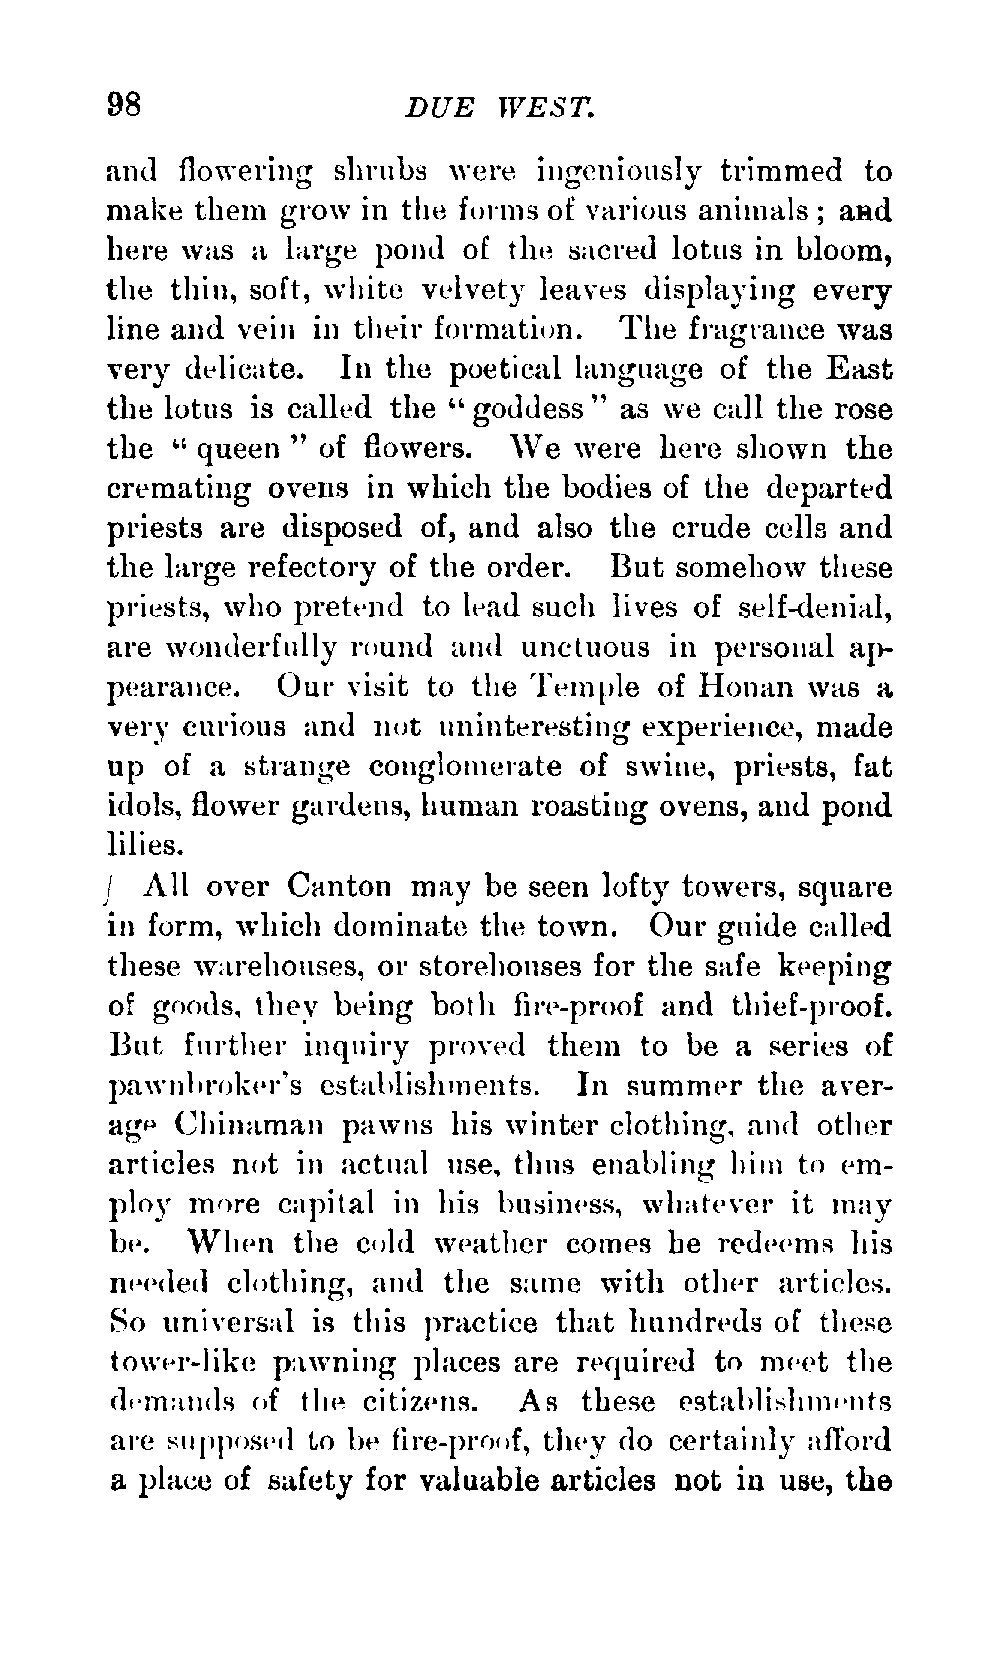 98 DUE WEST.
and flowering shrubs were ingeniously trimmed to
make them grow in the forms of various animals; and
here was a large pond of the sacred lotus in bloom,
the thin, soft, white velvety leaves displaying every
line and vein in their formation. The fragrance was
very delicate. In the poetical language of the East
the lotus is called the “goddess” as we call the rose
the “queen” of flowers. We were here shown the
cremating ovens in which the bodies of the departed
priests are disposed of, and also the crude cells and
the large refectory of the order. But somehow these
priests, who pretend to lead such lives of self-denial,
are wonderfully round and unctuous in personal ap-
pearance. Our visit to the Temple of Honan was a
very curious and not uninteresting experience, made
up of a strange conglomerate of swine, priests, fat
idols, flower gardens, human roasting ovens, and pond
lilies.
All over Canton may be seen lofty towers, square
in form, which dominate the town. Our guide called
these warehouses, or storehouses for the safe keeping
of goods, they being both fire-proof and thief-proof.
But further inquiry proved them to be a series of
pawnbroker's establishments. In summer the aver-
age Chinaman pawns his winter clothing, and other
articles not in actual use, thus enabling him to em-
ploy more capital in his business, whatever it may
be. When the cold weather comes he redeems his
needed clothing, and the same with other articles.
So universal is this practice that hundreds of these
tower-like pawning places are required to meet the
demands of the citizens. As these establishments
are supposed to be fire-proof, they do certainly afford
a place of safety for valuable articles not in use, the